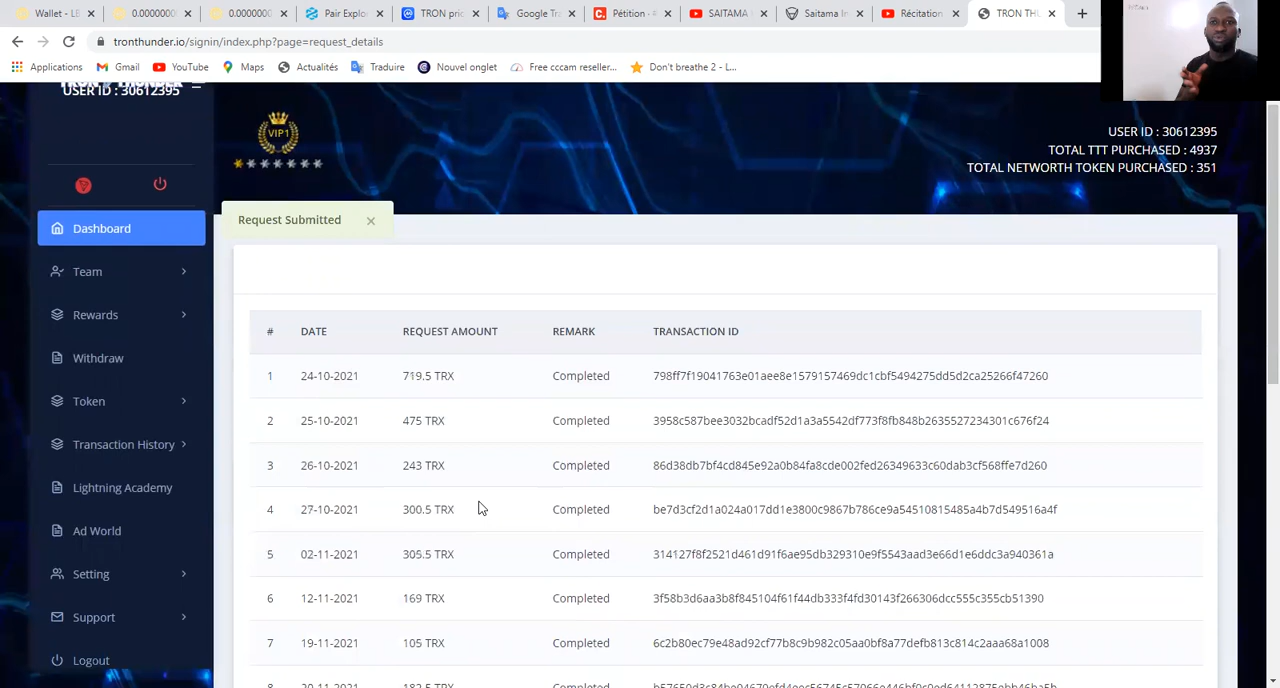 Wallet - LB
0.0000000
0.0000000
Pair Explo
TRON pric
Google Tra
Pétition - 
SAITAMA I
Saitama In
Récitation
TRON THU
tronthunder.io/signin/index.php?page=request_details
Applications
Gmail
YouTube
Maps
Actualités
Traduire
Nouvel onglet
Free cccam reseller...
Don't breathe 2 - L...
USER ID : 30612395
VIP1
USER ID : 30612395
TOTAL TTT PURCHASED : 4937
TOTAL NETWORTH TOKEN PURCHASED : 351
Request Submitted
Dashboard
Team
Rewards
Withdraw
Token
Transaction History
Lightning Academy
Ad World
Setting
Support
Logout
# DATE REQUEST AMOUNT REMARK TRANSACTION ID
1 24-10-2021 719.5 TRX Completed 798ff7f19041763e01aee8e1579157469dc1cbf5494275dd5d2ca25266f47260
2 25-10-2021 475 TRX Completed 3958c587bee3032bcadf52d1a3a5542df773f8fb848b2635527234301c676f24
3 26-10-2021 243 TRX Completed 86d38db7bf4cd845e92a0b84fa8cde002fed26349633c60dab3cf568ffe7d260
4 27-10-2021 300.5 TRX Completed be7d3cf2d1a024a017dd1e3800c9867b786ce9a54510815485a4b7d549516a4f
5 02-11-2021 305.5 TRX Completed 314127f8f2521d461d91f6ae95db329310e9f5543aad3e66d1e6ddc3a940361a
6 12-11-2021 169 TRX Completed 3f58b3d6aa3b8f845104f61f44db333f4fd30143f266306dcc555c355cb51390
7 19-11-2021 105 TRX Completed 6c2b80ec79e48ad92cf77b8c9b982c05aa0bf8a77defb813c814c2aaa68a1008